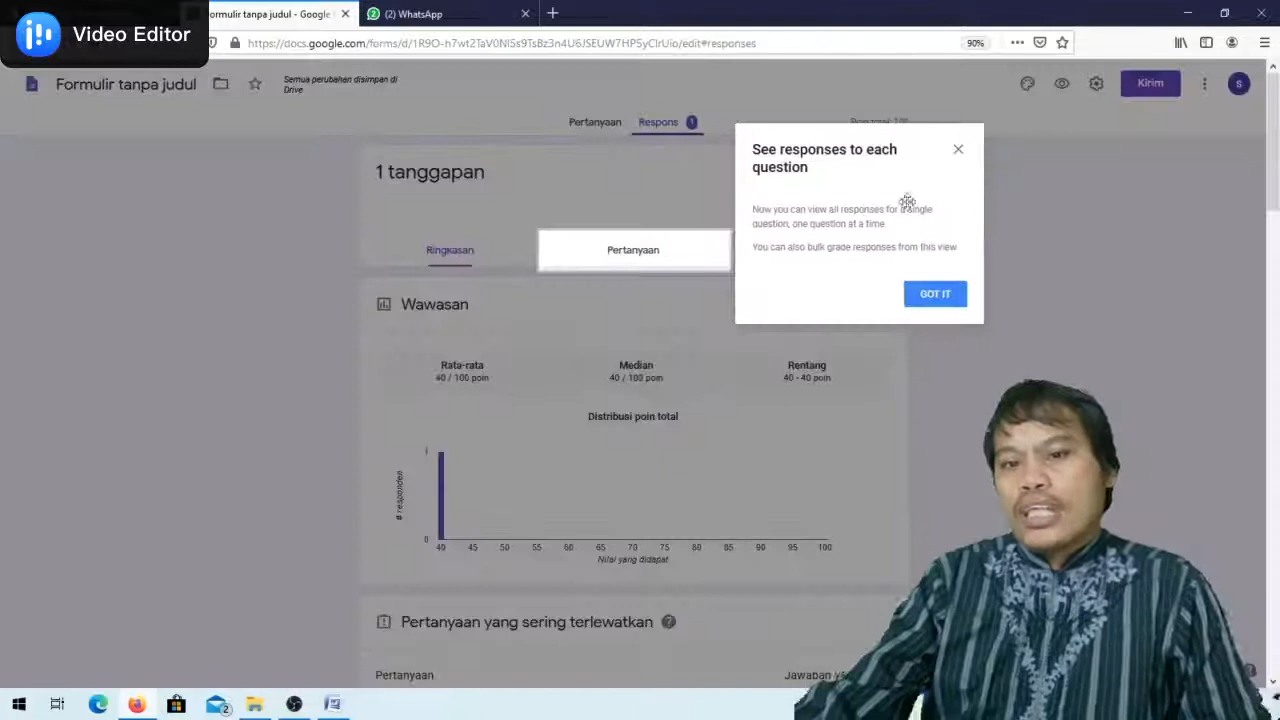 Video Editor
ormulir tanpa judul - Google F
(2) WhatsApp
https://docs.google.com/forms/d/1R9O-h7wt2TaV0NIS9TsBz3n4U6JSEUW7HPSyClrUio/edit#responses
90%
Formulir tanpa judul
Semua perubahan disimpan di
Drive
Kirim
S
Pertanyaan
Respons 1
1 tanggapan
See responses to each
question
Now you can view all responses for a single
question, one question at a time
You can also bulk grade responses from this view
GOT IT
Ringkasan
Pertanyaan
Wawasan
Rata-rata
40 / 100 poin
Median
40 / 100 poin
Rentang
40 - 40 poin
Distribusi poin total
# responden
1
0
40 45 50 55 60 65 70 75 80 85 90 95 100
Nilai yang didapat
Pertanyaan yang sering terlewatkan
Pertanyaan
Jawaban
2